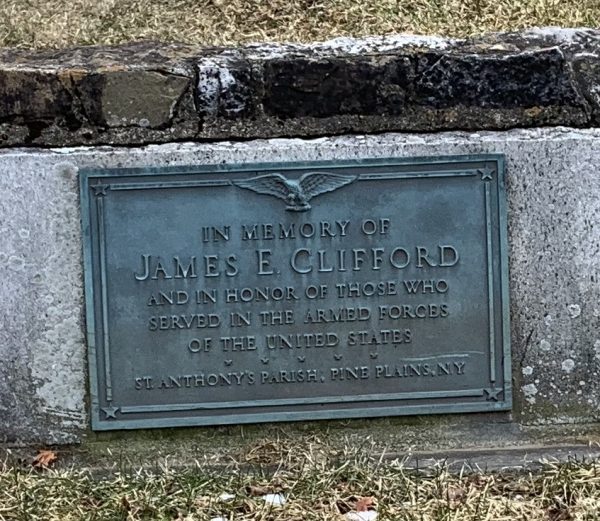 IN MEMORY OF
JAMES E. CLIFFORD
AND IN HONOR OF THOSE WHO
SERVED IN THE ARMED FORCES
OF THE UNITED STATES
ST. ANTHONY'S PARISH, PINE PLAINS, N.Y.